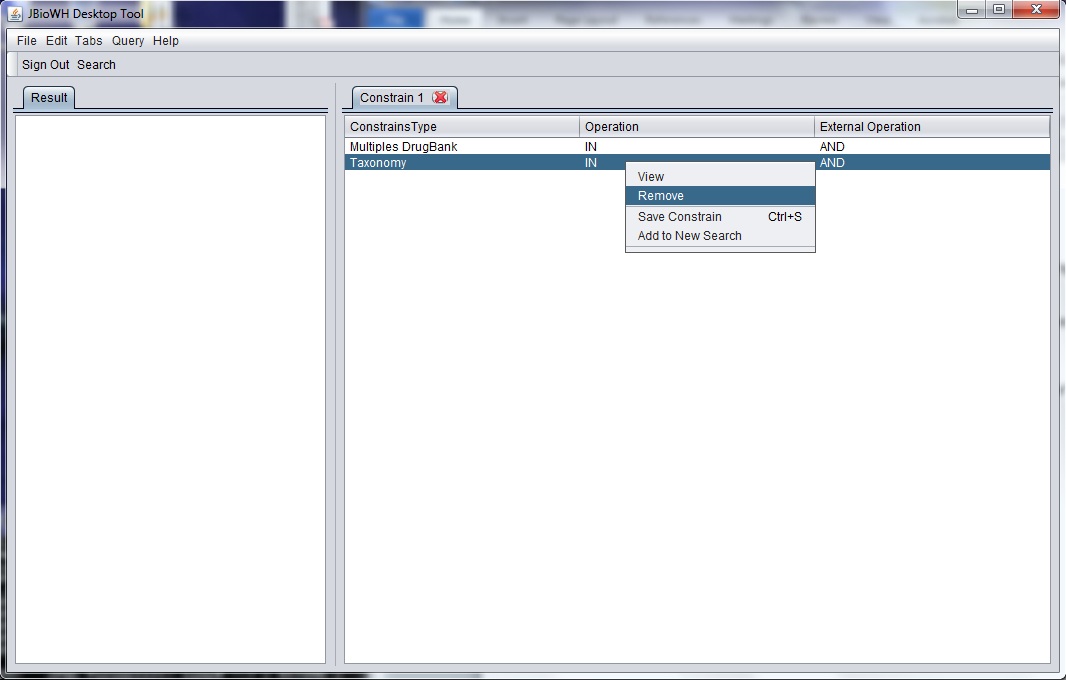 JBioWH Desktop Tool
File Edit Tabs Query Help
Sign Out Search
Result
Constrain 1
ConstrainsType Operation External Operation
Multiples DrugBank IN AND
Taxonomy IN AND
View
Remove
Save Constrain Ctrl+S
Add to New Search